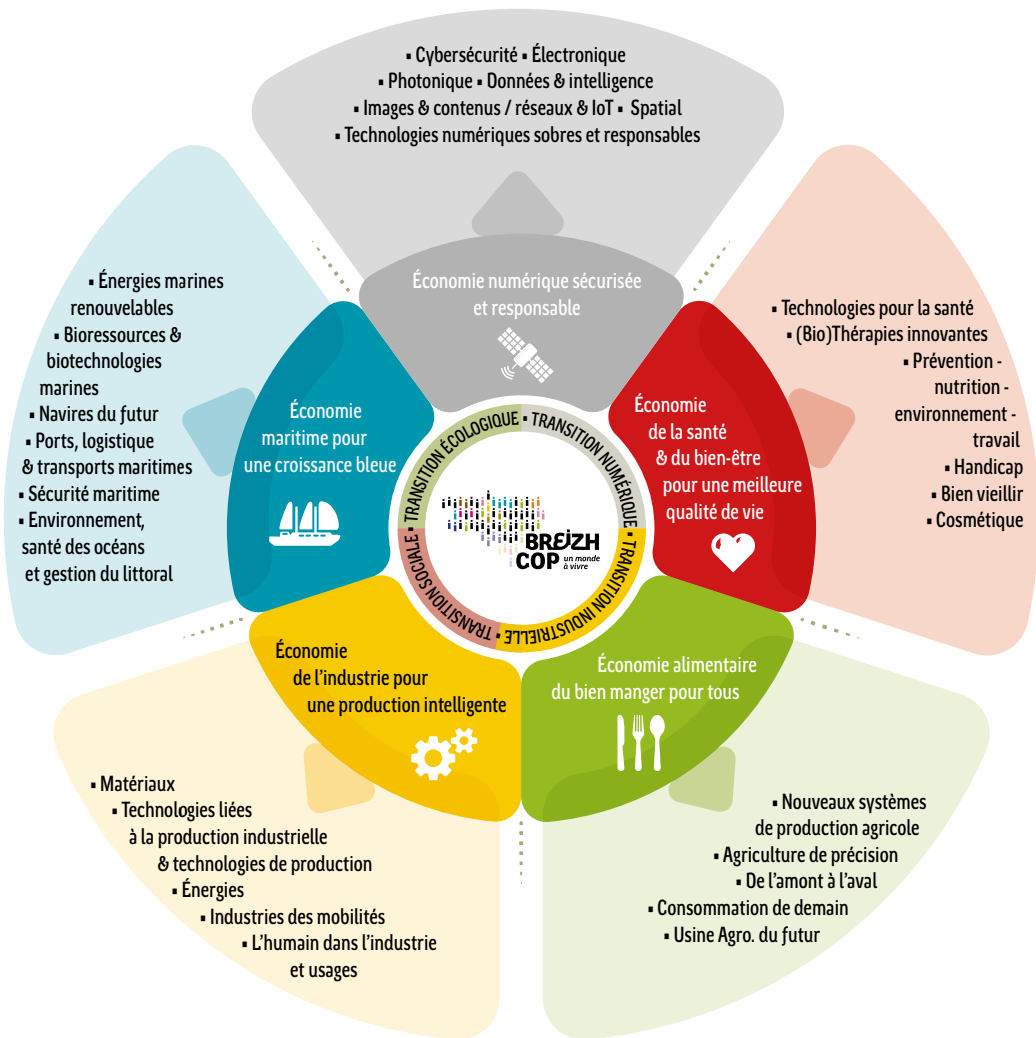 ▪ Cybersécurité ▪ Électronique
▪ Photonique ▪ Données & intelligence
▪ Images & contenus / réseaux & IoT ▪ Spatial
▪ Technologies numériques sobres et responsables
Économie numérique sécurisée
et responsable
▪ Énergies marines
renouvelables
▪ Bioressources &
biotechnologies
marines
▪ Navires du futur
▪ Ports, logistique
& transports maritimes
▪ Sécurité maritime
▪ Environnement,
santé des océans
et gestion du littoral
Économie
maritime pour
une croissance bleue
▪ TRANSITION ÉCOLOGIQUE ▪ TRANSITION NUMÉRIQUE ▪ TRANSITION INDUSTRIELLE ▪ TRANSITION SOCIALE
BREIZH
COP un monde
à vivre
Économie
de la santé
& du bien-être
pour une meilleure
qualité de vie
▪ Technologies pour la santé
▪ (Bio)Thérapies innovantes
▪ Prévention -
nutrition -
environnement -
travail
▪ Handicap
▪ Bien vieillir
▪ Cosmétique
Économie
de l'industrie pour
une production intelligente
▪ Matériaux
▪ Technologies liées
à la production industrielle
& technologies de production
▪ Énergies
▪ Industries des mobilités
▪ L'humain dans l'industrie
et usages
Économie alimentaire
du bien manger pour tous
▪ Nouveaux systèmes
de production agricole
▪ Agriculture de précision
▪ De l'amont à l'aval
▪ Consommation de demain
▪ Usine Agro. du futur